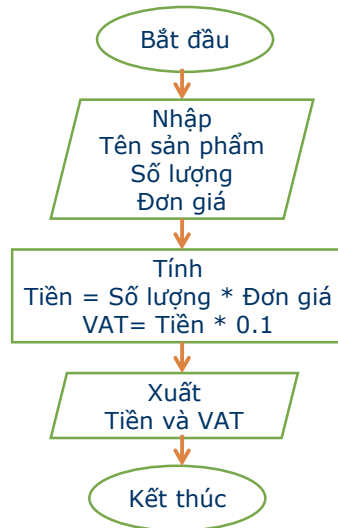 Bắt đầu
Nhập
Tên sản phẩm
Số lượng
Đơn giá
Tính
Tiền = Số lượng * Đơn giá
VAT= Tiền * 0.1
Xuất
Tiền và VAT
Kết thúc